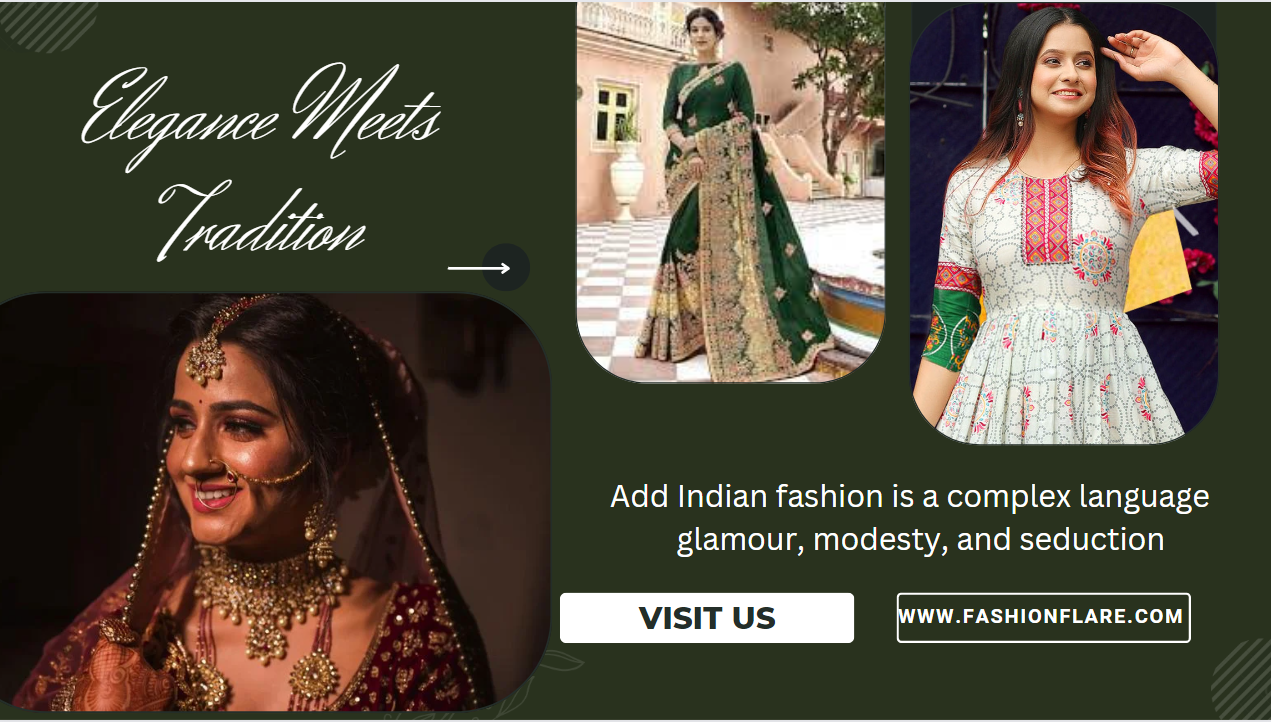 Elegance Meets
Tradition
Add Indian fashion is a complex language
glamour, modesty, and seduction
VISIT US
WWW.FASHIONFLARE.COM